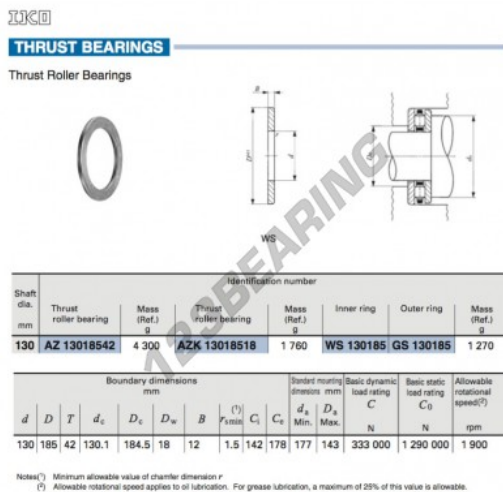 IKO
THRUST BEARINGS
Thrust Roller Bearings
B
r
D
d
Da
da
WS
123BEARING
Shaft dia. mm
Identification number
Thrust roller bearing
Mass (Ref.) g
Thrust roller bearing
Mass (Ref.) g
Inner ring
Outer ring
Mass (Ref.) g
130 AZ 13018542 4 300 AZK 13018518 1 760 WS 130185 GS 130185 1 270
Boundary dimensions mm
Standard mounting dimensions mm
Basic dynamic load rating C N
Basic static load rating C0 N
Allowable rotational speed(2) rpm
d D T dc Dc Dw B rsmin(1) Ci Ce da Min. Da Max.
130 185 42 130.1 184.5 18 12 1.5 142 178 177 143 333 000 1 290 000 1 900
Notes(1) Minimum allowable value of chamfer dimension r
(2) Allowable rotational speed applies to oil lubrication. For grease lubrication, a maximum of 25% of this value is allowable.